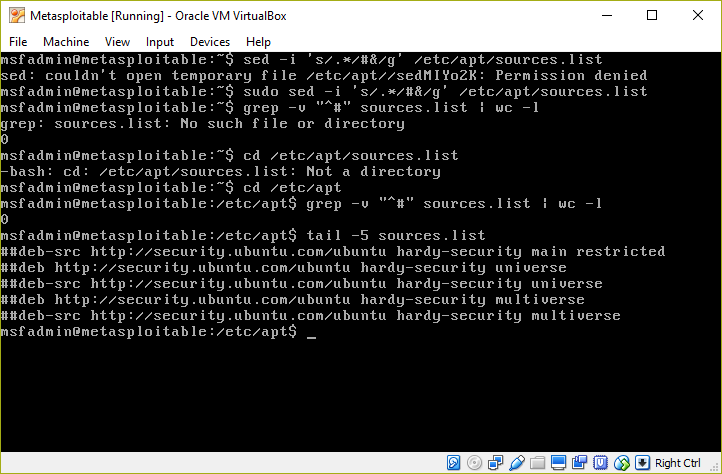 Metasploitable [Running] - Oracle VM VirtualBox
File Machine View Input Devices Help
msfadmin@metasploitable:~$ sed -i 's/.*/#&/g' /etc/apt/sources.list
sed: couldn't open temporary file /etc/apt//sedMIYoZK: Permission denied
msfadmin@metasploitable:~$ sudo sed -i 's/.*/#&/g' /etc/apt/sources.list
msfadmin@metasploitable:~$ grep -v "^#" sources.list | wc -l
grep: sources.list: No such file or directory
0
msfadmin@metasploitable:~$ cd /etc/apt/sources.list
-bash: cd: /etc/apt/sources.list: Not a directory
msfadmin@metasploitable:~$ cd /etc/apt
msfadmin@metasploitable:/etc/apt$ grep -v "^#" sources.list | wc -l
0
msfadmin@metasploitable:/etc/apt$ tail -5 sources.list
##deb-src http://security.ubuntu.com/ubuntu hardy-security main restricted
##deb http://security.ubuntu.com/ubuntu hardy-security universe
##deb-src http://security.ubuntu.com/ubuntu hardy-security universe
##deb http://security.ubuntu.com/ubuntu hardy-security multiverse
##deb-src http://security.ubuntu.com/ubuntu hardy-security multiverse
msfadmin@metasploitable:/etc/apt$ _
Right Ctrl